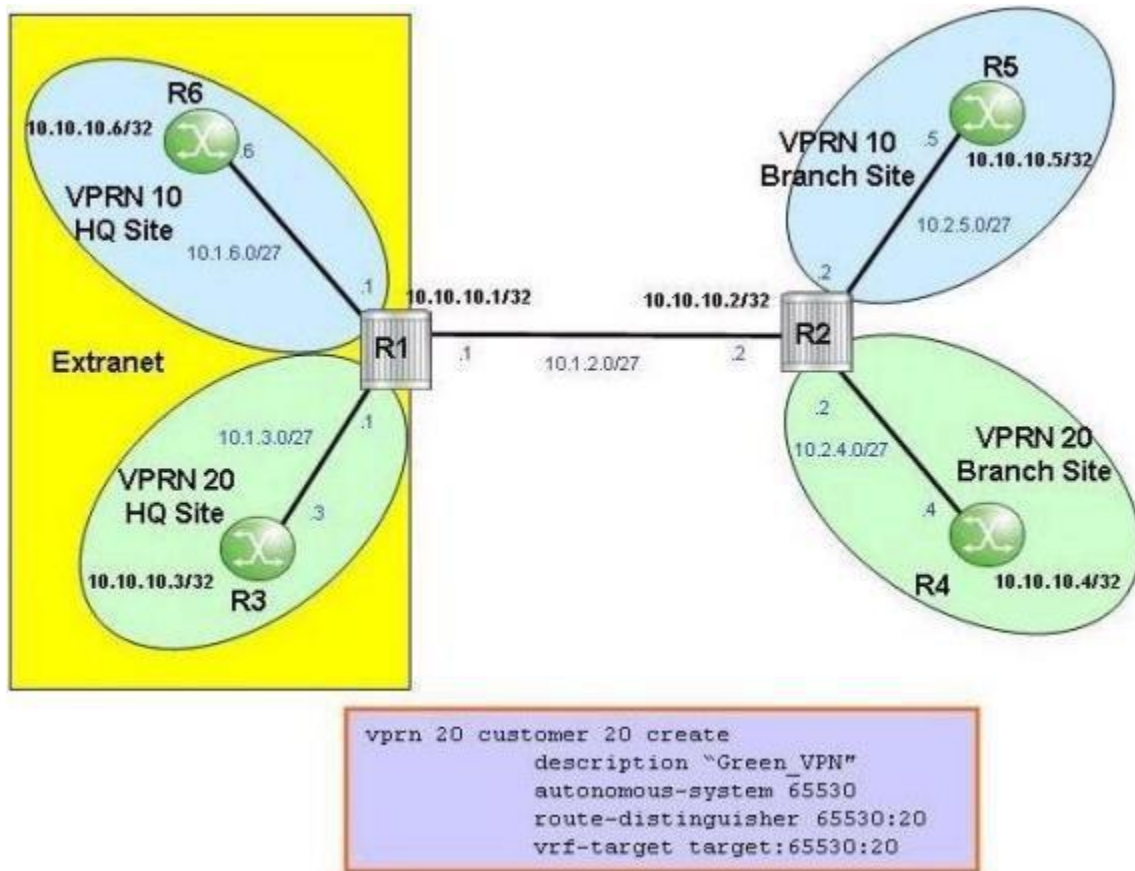 R6
10.10.10.6/32
.6
VPRN 10
HQ Site
10.1.6.0/27
.1
10.10.10.1/32
Extranet
R1
.1
10.1.2.0/27
.1
10.1.3.0/27
VPRN 20
HQ Site
.3
10.10.10.3/32
R3
R5
VPRN 10
Branch Site
.5
10.10.10.5/32
10.2.5.0/27
.2
10.10.10.2/32
R2
.2
.2
10.2.4.0/27
VPRN 20
Branch Site
.4
R4
10.10.10.4/32
vprn 20 customer 20 create
description “Green_VPN”
autonomous-system 65530
route-distinguisher 65530:20
vrf-target target:65530:20